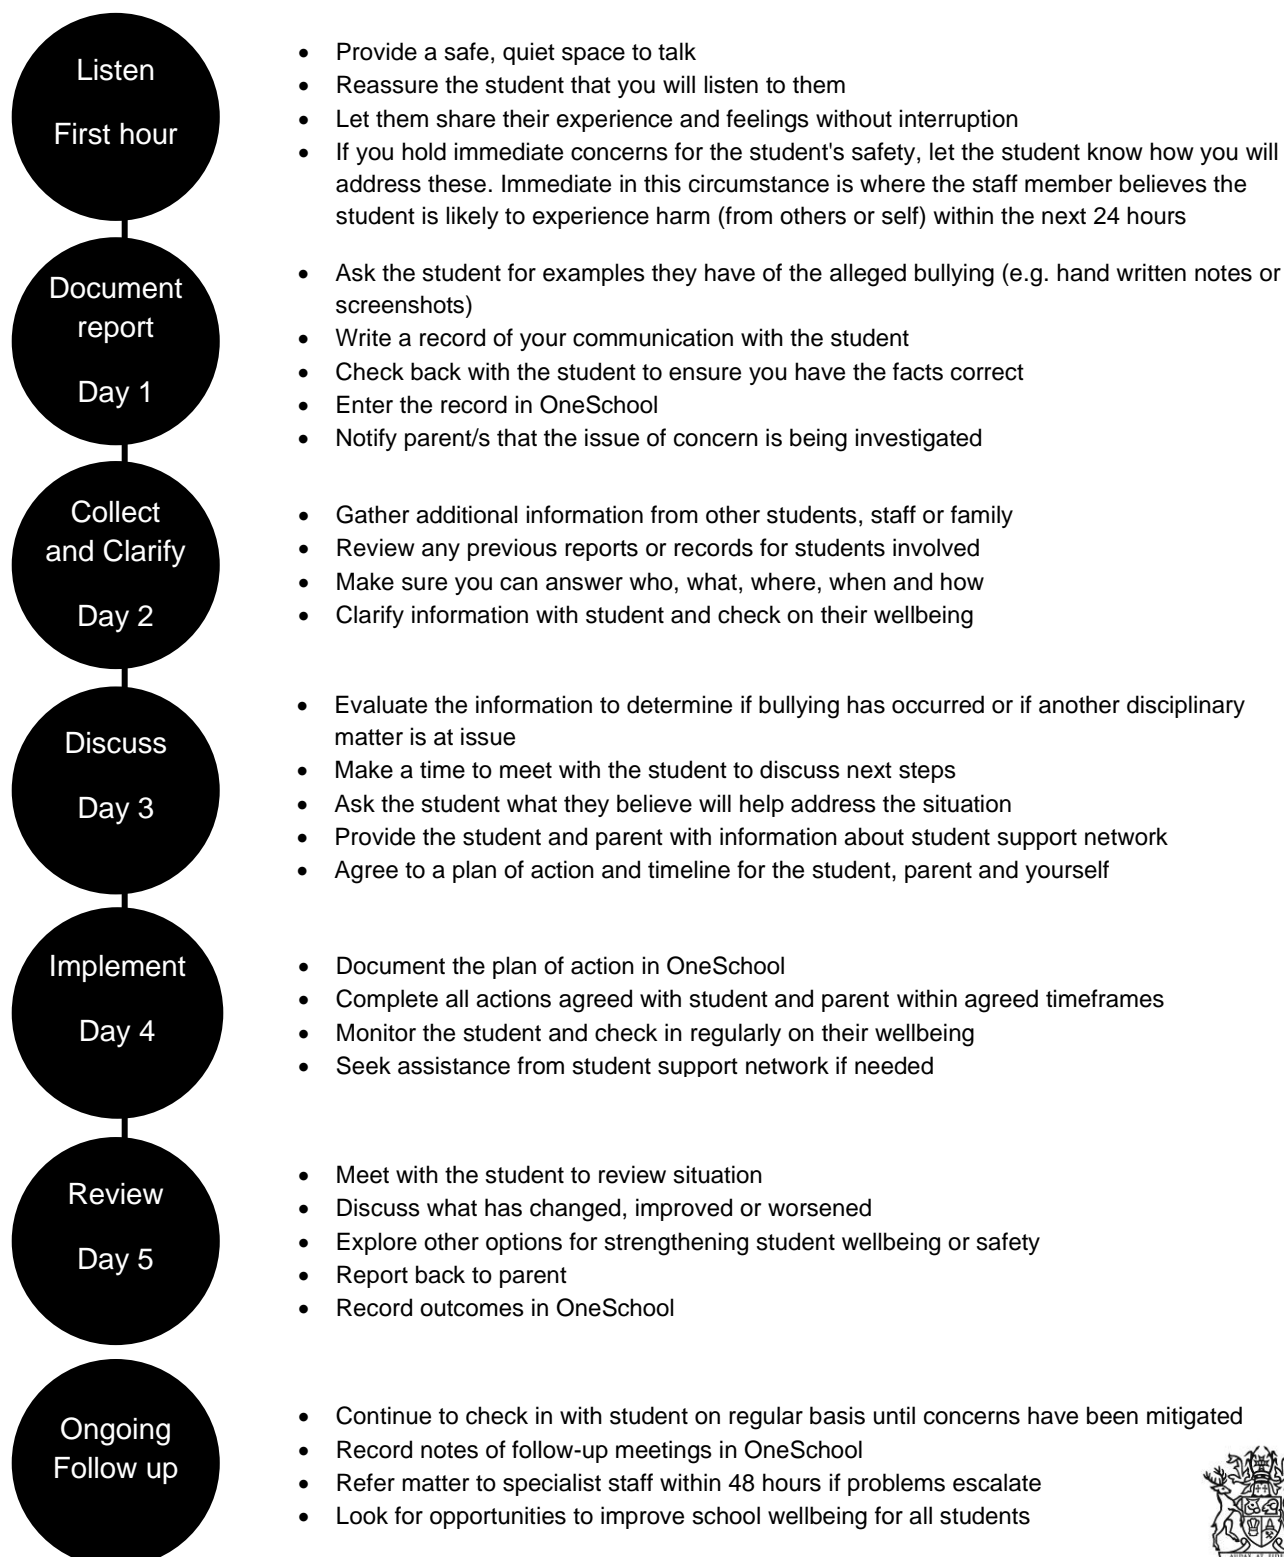 Listen
First hour
• Provide a safe, quiet space to talk
• Reassure the student that you will listen to them
• Let them share their experience and feelings without interruption
• If you hold immediate concerns for the student's safety, let the student know how you will
address these. Immediate in this circumstance is where the staff member believes the
student is likely to experience harm (from others or self) within the next 24 hours
Document
report
Day 1
• Ask the student for examples they have of the alleged bullying (e.g. hand written notes or
screenshots)
• Write a record of your communication with the student
• Check back with the student to ensure you have the facts correct
• Enter the record in OneSchool
• Notify parent/s that the issue of concern is being investigated
Collect
and Clarify
Day 2
• Gather additional information from other students, staff or family
• Review any previous reports or records for students involved
• Make sure you can answer who, what, where, when and how
• Clarify information with student and check on their wellbeing
Discuss
Day 3
• Evaluate the information to determine if bullying has occurred or if another disciplinary
matter is at issue
• Make a time to meet with the student to discuss next steps
• Ask the student what they believe will help address the situation
• Provide the student and parent with information about student support network
• Agree to a plan of action and timeline for the student, parent and yourself
Implement
Day 4
• Document the plan of action in OneSchool
• Complete all actions agreed with student and parent within agreed timeframes
• Monitor the student and check in regularly on their wellbeing
• Seek assistance from student support network if needed
Review
Day 5
• Meet with the student to review situation
• Discuss what has changed, improved or worsened
• Explore other options for strengthening student wellbeing or safety
• Report back to parent
• Record outcomes in OneSchool
Ongoing
Follow up
• Continue to check in with student on regular basis until concerns have been mitigated
• Record notes of follow-up meetings in OneSchool
• Refer matter to specialist staff within 48 hours if problems escalate
• Look for opportunities to improve school wellbeing for all students